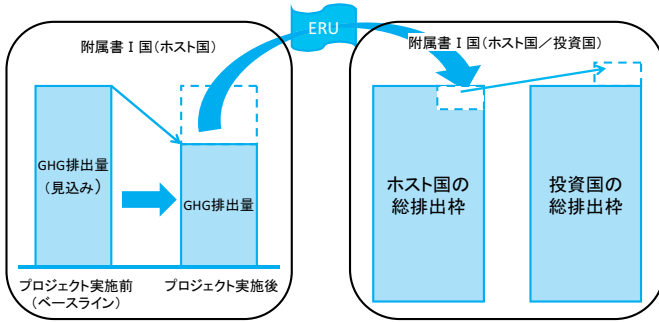 ERU
附属書Ⅰ国(ホスト国)
GHG排出量
(見込み)
GHG排出量
プロジェクト実施前
(ベースライン)
プロジェクト実施後
附属書Ⅰ国(ホスト国/投資国)
ホスト国の
総排出枠
投資国の
総排出枠